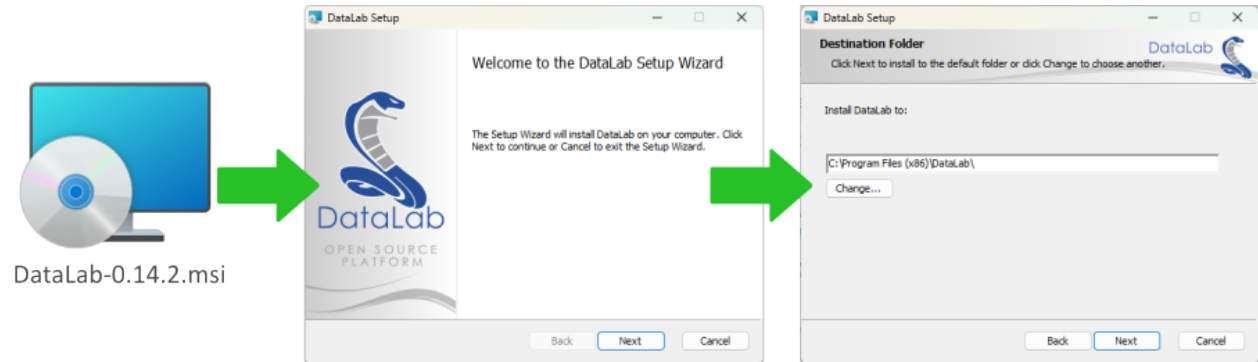 DataLab-0.14.2.msi
DataLab Setup
Welcome to the DataLab Setup Wizard
The Setup Wizard will install DataLab on your computer. Click
Next to continue or Cancel to exit the Setup Wizard.
DataLab
OPEN SOURCE
PLATFORM
Back
Next
Cancel
DataLab Setup
Destination Folder
Click Next to install to the default folder or click Change to choose another.
DataLab
Install DataLab to:
C:\Program Files (x86)\DataLab\
Change...
Back
Next
Cancel